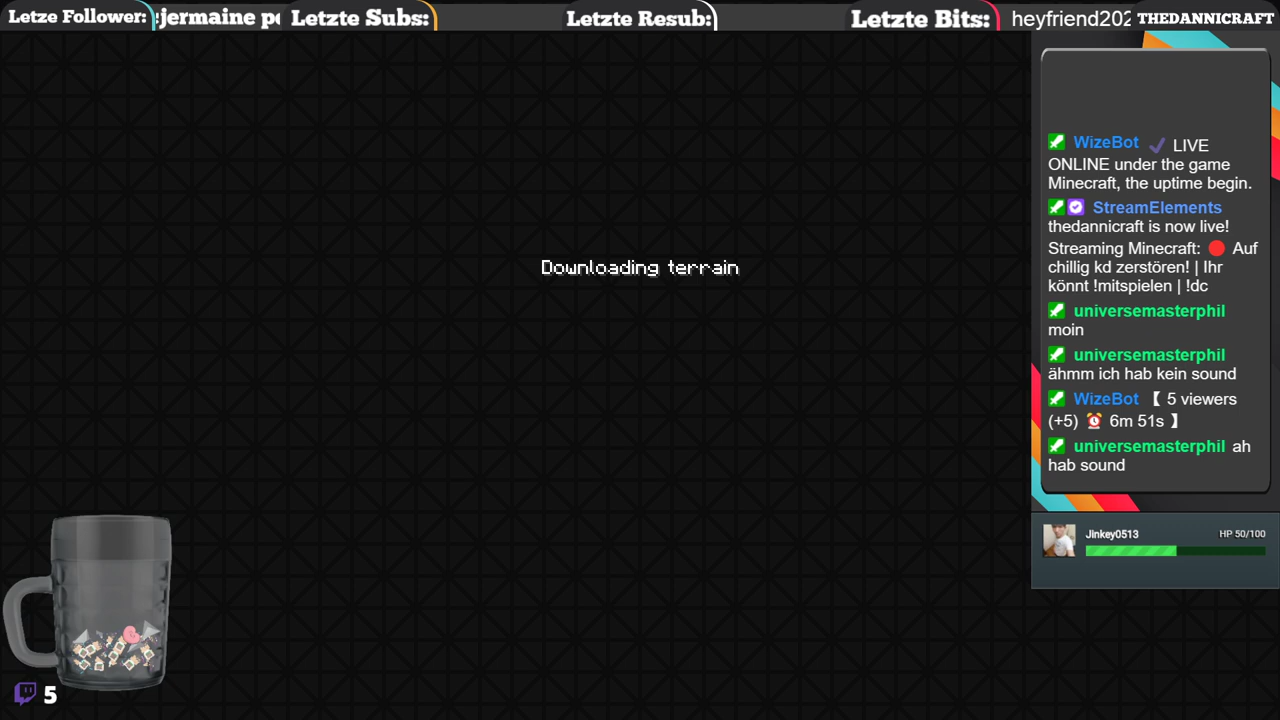 Letze Follower:
:jermaine p
Letzte Subs:
Letzte Resub:
Letzte Bits:
heyfriend202
THEDANNICRAFT
Downloading terrain
WizeBot ✔ LIVE
ONLINE under the game
Minecraft, the uptime begin.
StreamElements
thedannicraft is now live!
Streaming Minecraft: 🔴 Auf
chillig kd zerstören! | Ihr
könnt !mitspielen | !dc
universemasterphil
moin
universemasterphil
ähmm ich hab kein sound
WizeBot 【 5 viewers
(+5) ⏰ 6m 51s 】
universemasterphil ah
hab sound
Jinkey0513
HP 50/100
5